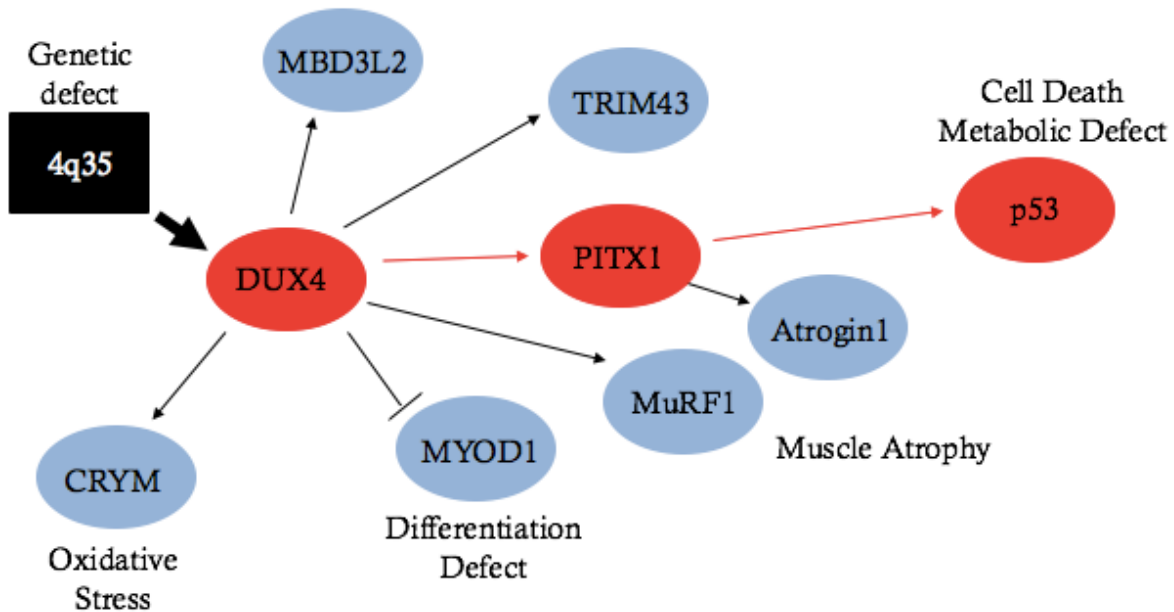 Genetic
defect
4q35
MBD3L2
TRIM43
Cell Death
Metabolic Defect
p53
DUX4
PITX1
Atrogin1
MuRF1
Muscle Atrophy
MYOD1
Differentiation
Defect
CRYM
Oxidative
Stress